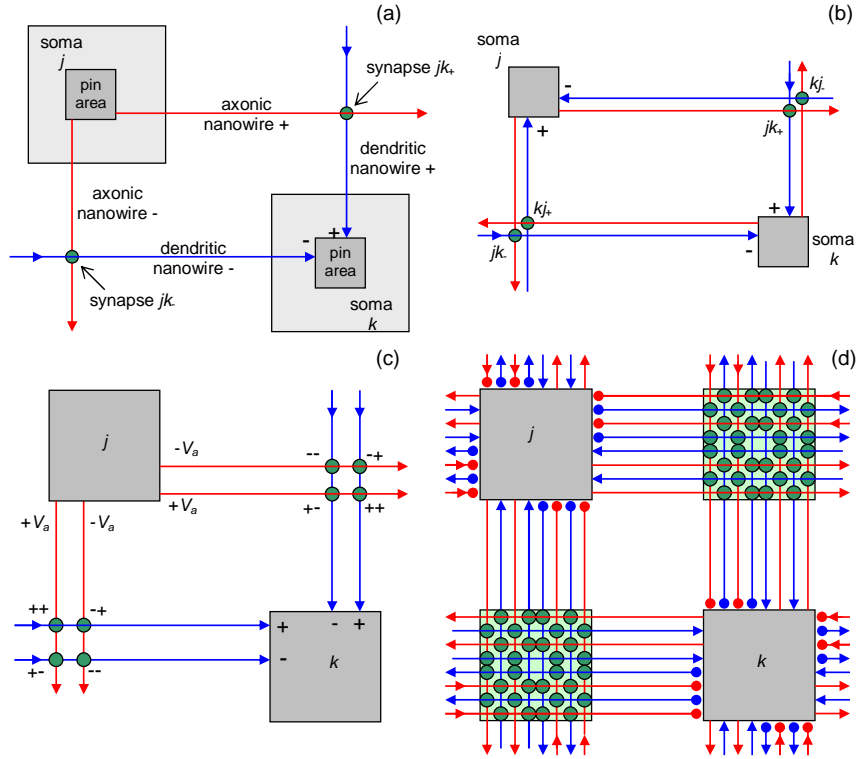 (a)
soma
j
pin
area
axonic
nanowire +
synapse jk+
dendritic
nanowire +
axonic
nanowire -
dendritic
nanowire -
synapse jk-
- +
pin
area
soma
k
(b)
soma
j
-
+
kj-
jk+
kj+
jk-
+
-
soma
k
(c)
j
-Va
+Va
+Va
-Va
-- -+
+- ++
++ -+
+- --
+ - +
-
k
(d)
j
k